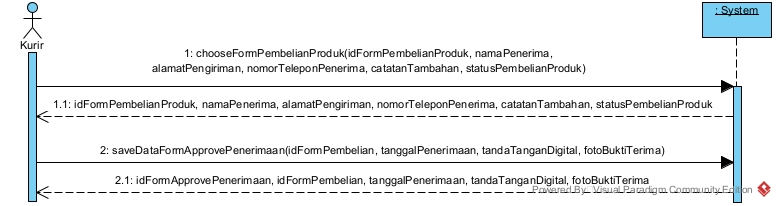 : System
Kurir
1: chooseFormPembelianProduk(idFormPembelianProduk, namaPenerima,
alamatPengiriman, nomorTeleponPenerima, catatanTambahan, statusPembelianProduk)
1.1: idFormPembelianProduk, namaPenerima, alamatPengiriman, nomorTeleponPenerima, catatanTambahan, statusPembelianProduk
2: saveDataFormApprovePenerimaan(idFormPembelian, tanggalPenerimaan, tandaTanganDigital, fotoBuktiTerima)
2.1: idFormApprovePenerimaan, idFormPembelian, tanggalPenerimaan, tandaTanganDigital, fotoBuktiTerima
Powered By: Visual Paradigm Community Edition